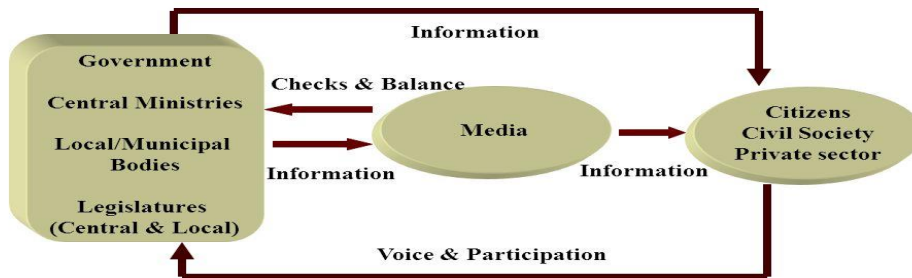 Information
Government
Checks & Balance
Central Ministries
Media
Citizens
Civil Society
Private sector
Local/Municipal
Bodies
Information
Information
Legislatures
(Central & Local)
Voice & Participation